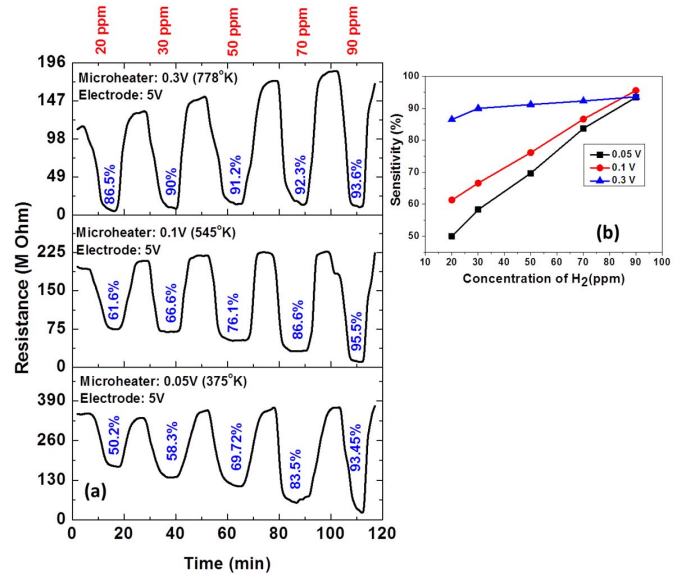 20 ppm
30 ppm
50 ppm
70 ppm
90 ppm
Resistance (M Ohm)
196
147
98
49
0
Microheater: 0.3V (778°K)
Electrode: 5V
86.5%
90%
91.2%
92.3%
93.6%
225
150
75
0
Microheater: 0.1V (545°K)
Electrode: 5V
61.6%
66.6%
76.1%
86.6%
95.5%
390
260
130
0
Microheater: 0.05V (375°K)
Electrode: 5V
50.2%
58.3%
69.72%
83.5%
93.45%
(a)
0 20 40 60 80 100 120
Time (min)
Sensitivity (%)
100
90
80
70
60
50
0.05 V
0.1 V
0.3 V
(b)
10 20 30 40 50 60 70 80 90 100
Concentration of H2(ppm)